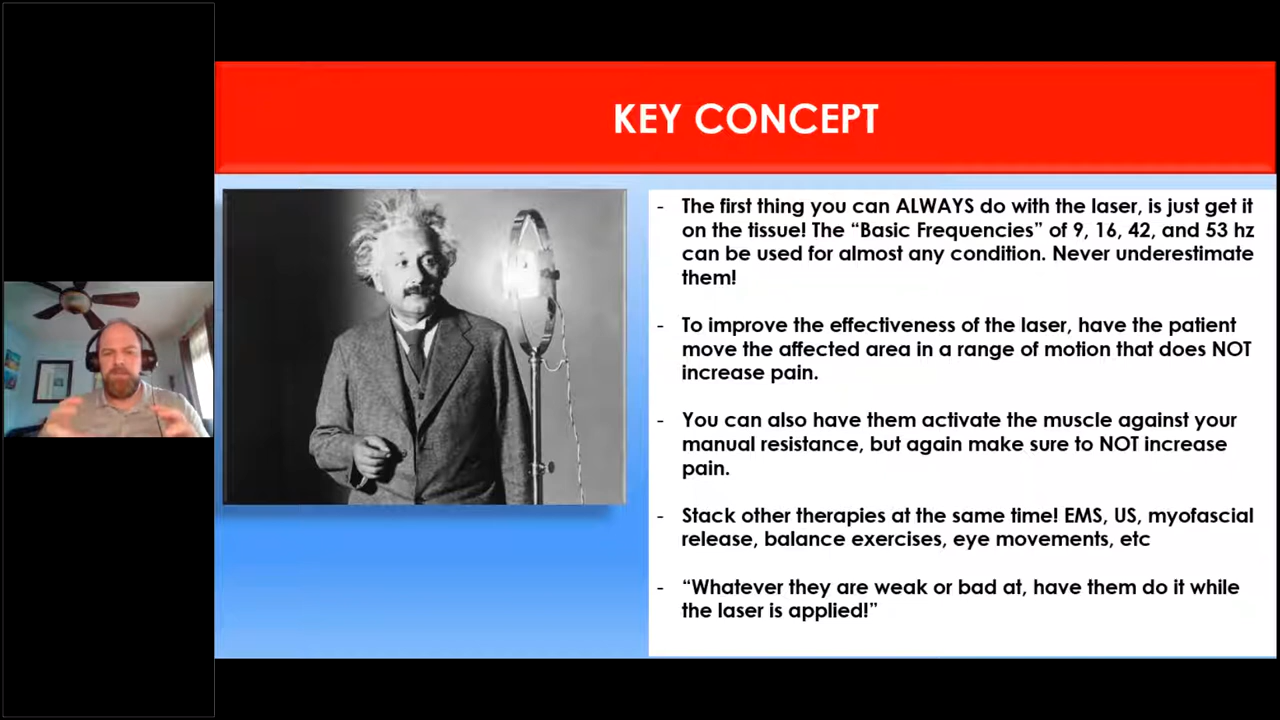 KEY CONCEPT
- The first thing you can ALWAYS do with the laser, is just get it
on the tissue! The “Basic Frequencies” of 9, 16, 42, and 53 hz
can be used for almost any condition. Never underestimate
them!
- To improve the effectiveness of the laser, have the patient
move the affected area in a range of motion that does NOT
increase pain.
- You can also have them activate the muscle against your
manual resistance, but again make sure to NOT increase
pain.
- Stack other therapies at the same time! EMS, US, myofascial
release, balance exercises, eye movements, etc
- “Whatever they are weak or bad at, have them do it while
the laser is applied!”